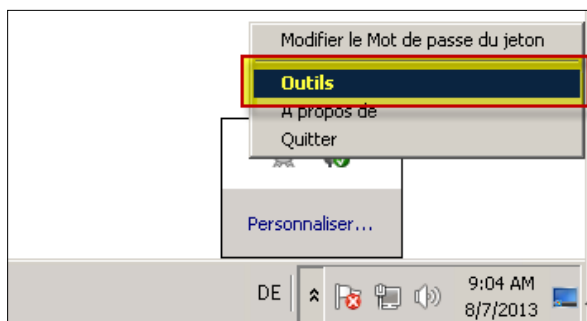 Modifier le Mot de passe du jeton
Outils
A propos de
Quitter
Personnaliser...
DE
9:04 AM
8/7/2013